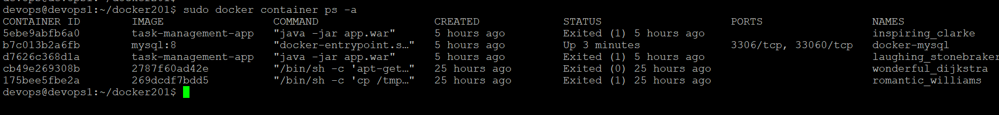 devops@devops1:~/docker201$
devops@devops1:~/docker201$ sudo docker container ps -a
CONTAINER ID IMAGE COMMAND CREATED STATUS PORTS NAMES
5ebe9abfb6a0 task-management-app "java -jar app.war" 5 hours ago Exited (1) 5 hours ago inspiring_clarke
b7c013b2a6fb mysql:8 "docker-entrypoint.s…" 5 hours ago Up 3 minutes 3306/tcp, 33060/tcp docker-mysql
d7626c368d1a task-management-app "java -jar app.war" 5 hours ago Exited (1) 5 hours ago laughing_stonebraker
cb49e269308b 2787f60ad42e "/bin/sh -c 'apt-get…" 25 hours ago Exited (0) 25 hours ago wonderful_dijkstra
175bee5fbe2a 269dcdf7bdd5 "/bin/sh -c 'cp /tmp…" 25 hours ago Exited (1) 25 hours ago romantic_williams
devops@devops1:~/docker201$